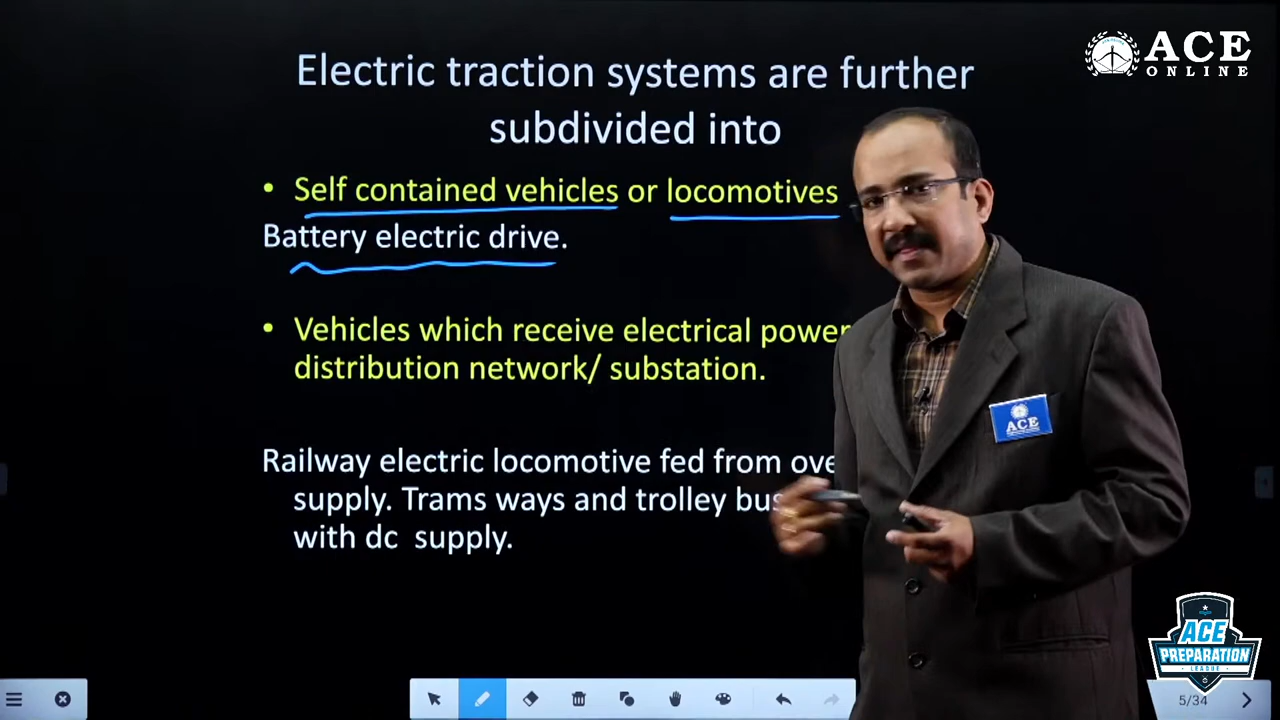 ACE
ONLINE
Electric traction systems are further
subdivided into
• Self contained vehicles or locomotives
Battery electric drive.
• Vehicles which receive electrical power
distribution network/ substation.
Railway electric locomotive fed from
supply. Trams ways and trolley
with dc supply.
ACE
ACE
PREPARATION
LEAGUE
5/34